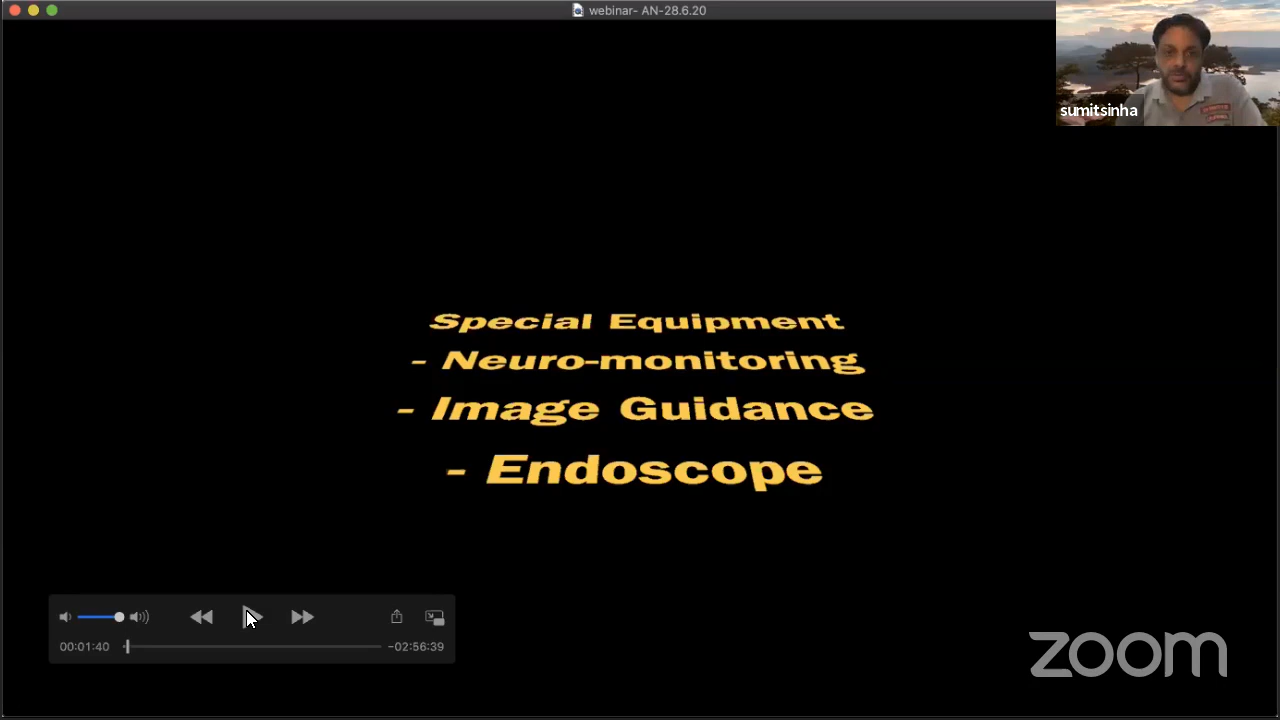 webinar- AN-28.6.20
sumitsinha
Special Equipment
- Neuro-monitoring
- Image Guidance
- Endoscope
00:01:40
-02:56:39
zoom